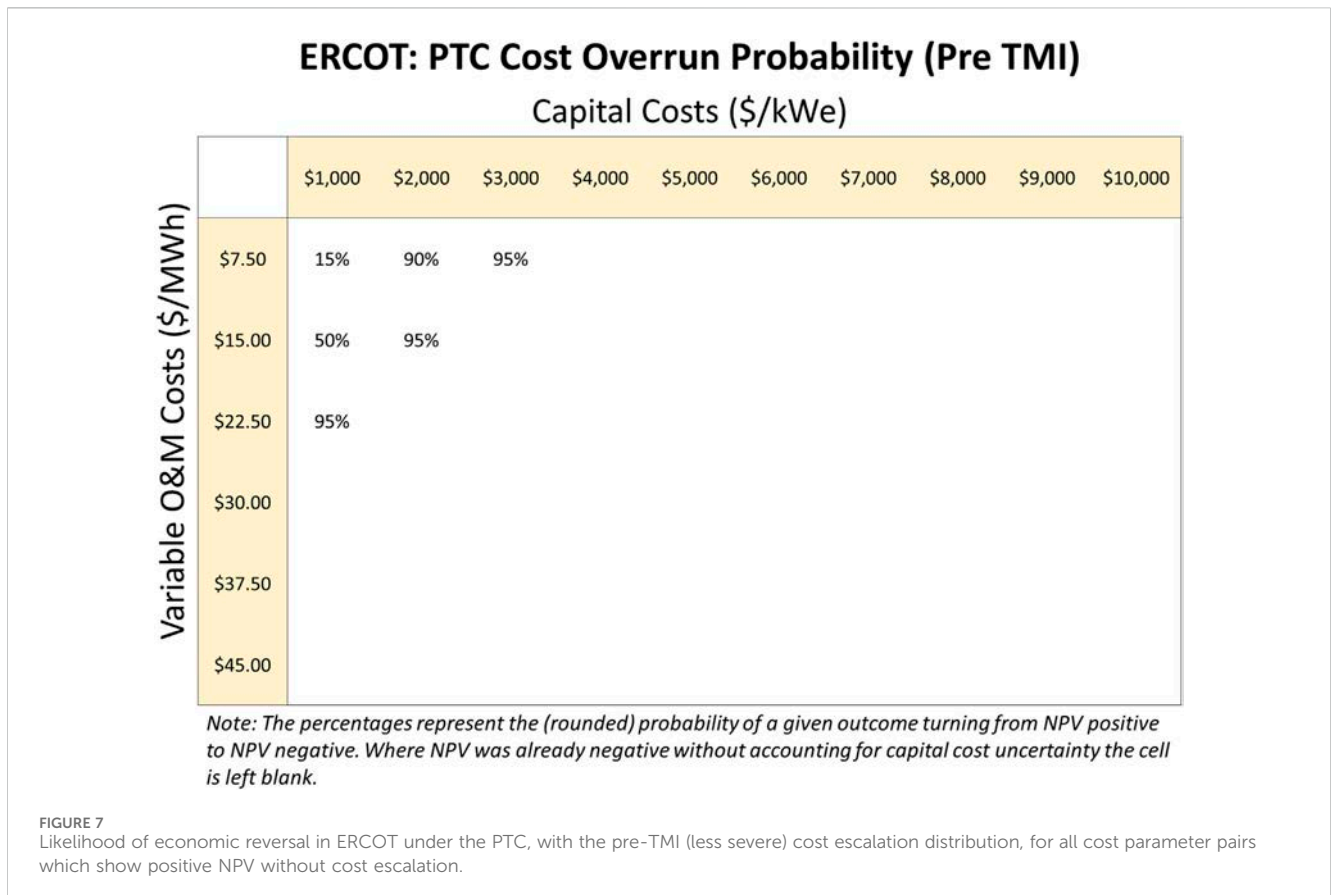 ERCOT: PTC Cost Overrun Probability (Pre TMI)
Capital Costs ($/kWe)
$1,000 $2,000 $3,000 $4,000 $5,000 $6,000 $7,000 $8,000 $9,000 $10,000
Variable O&M Costs ($/MWh)
$7.50 15% 90% 95%
$15.00 50% 95%
$22.50 95%
$30.00
$37.50
$45.00
Note: The percentages represent the (rounded) probability of a given outcome turning from NPV positive
to NPV negative. Where NPV was already negative without accounting for capital cost uncertainty the cell
is left blank.
FIGURE 7
Likelihood of economic reversal in ERCOT under the PTC, with the pre-TMI (less severe) cost escalation distribution, for all cost parameter pairs
which show positive NPV without cost escalation.